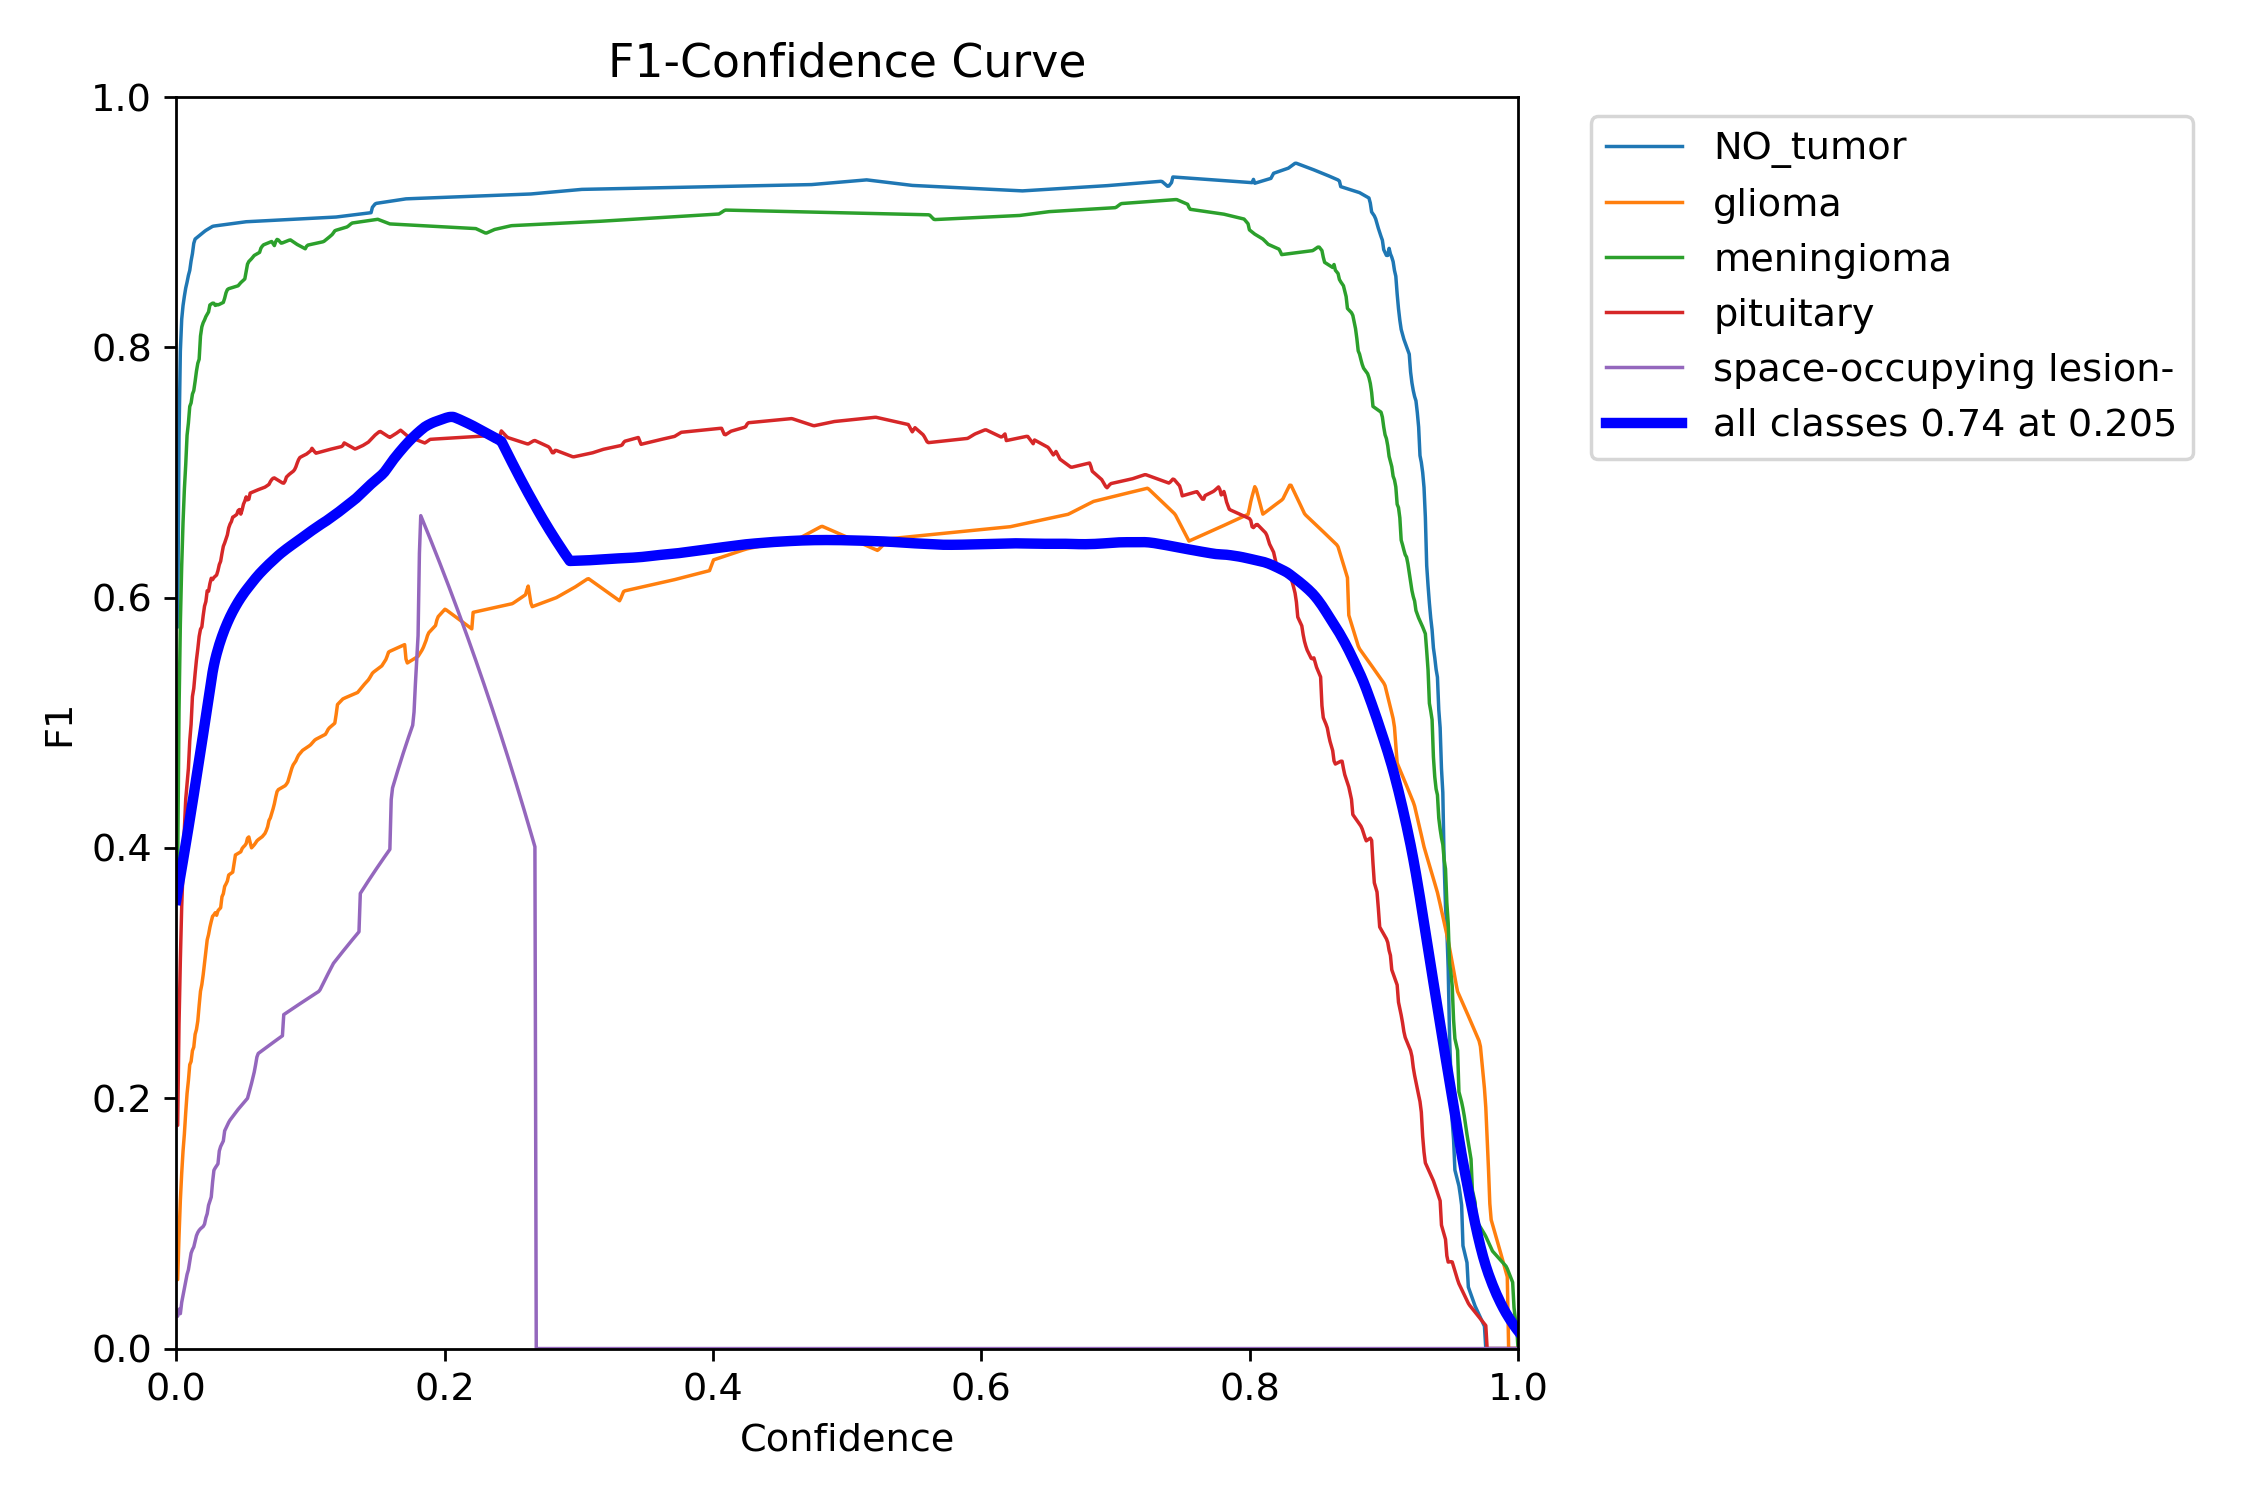 F1-Confidence Curve
1.0
0.8
0.6
0.4
0.2
0.0
F1
0.0 0.2 0.4 0.6 0.8 1.0
Confidence
NO_tumor
glioma
meningioma
pituitary
space-occupying lesion-
all classes 0.74 at 0.205